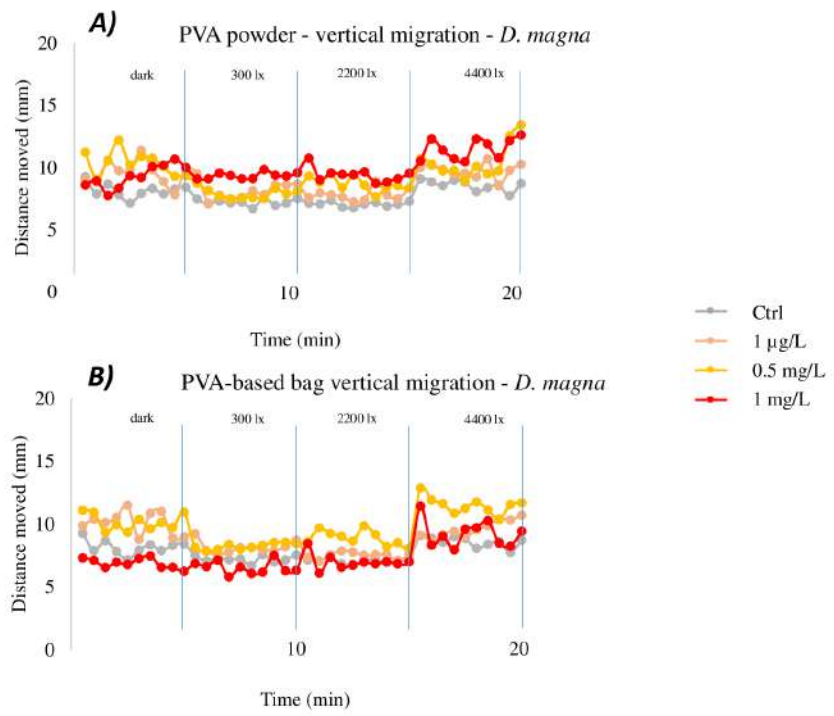 A)
PVA powder - vertical migration - D. magna
20
15
10
5
0
Distance moved (mm)
dark
300 lx
2200 lx
4400 lx
10
20
Time (min)
Ctrl
1 µg/L
0.5 mg/L
1 mg/L
B)
PVA-based bag vertical migration - D. magna
20
15
10
5
0
Distance moved (mm)
dark
300 lx
2200 lx
4400 lx
10
20
Time (min)